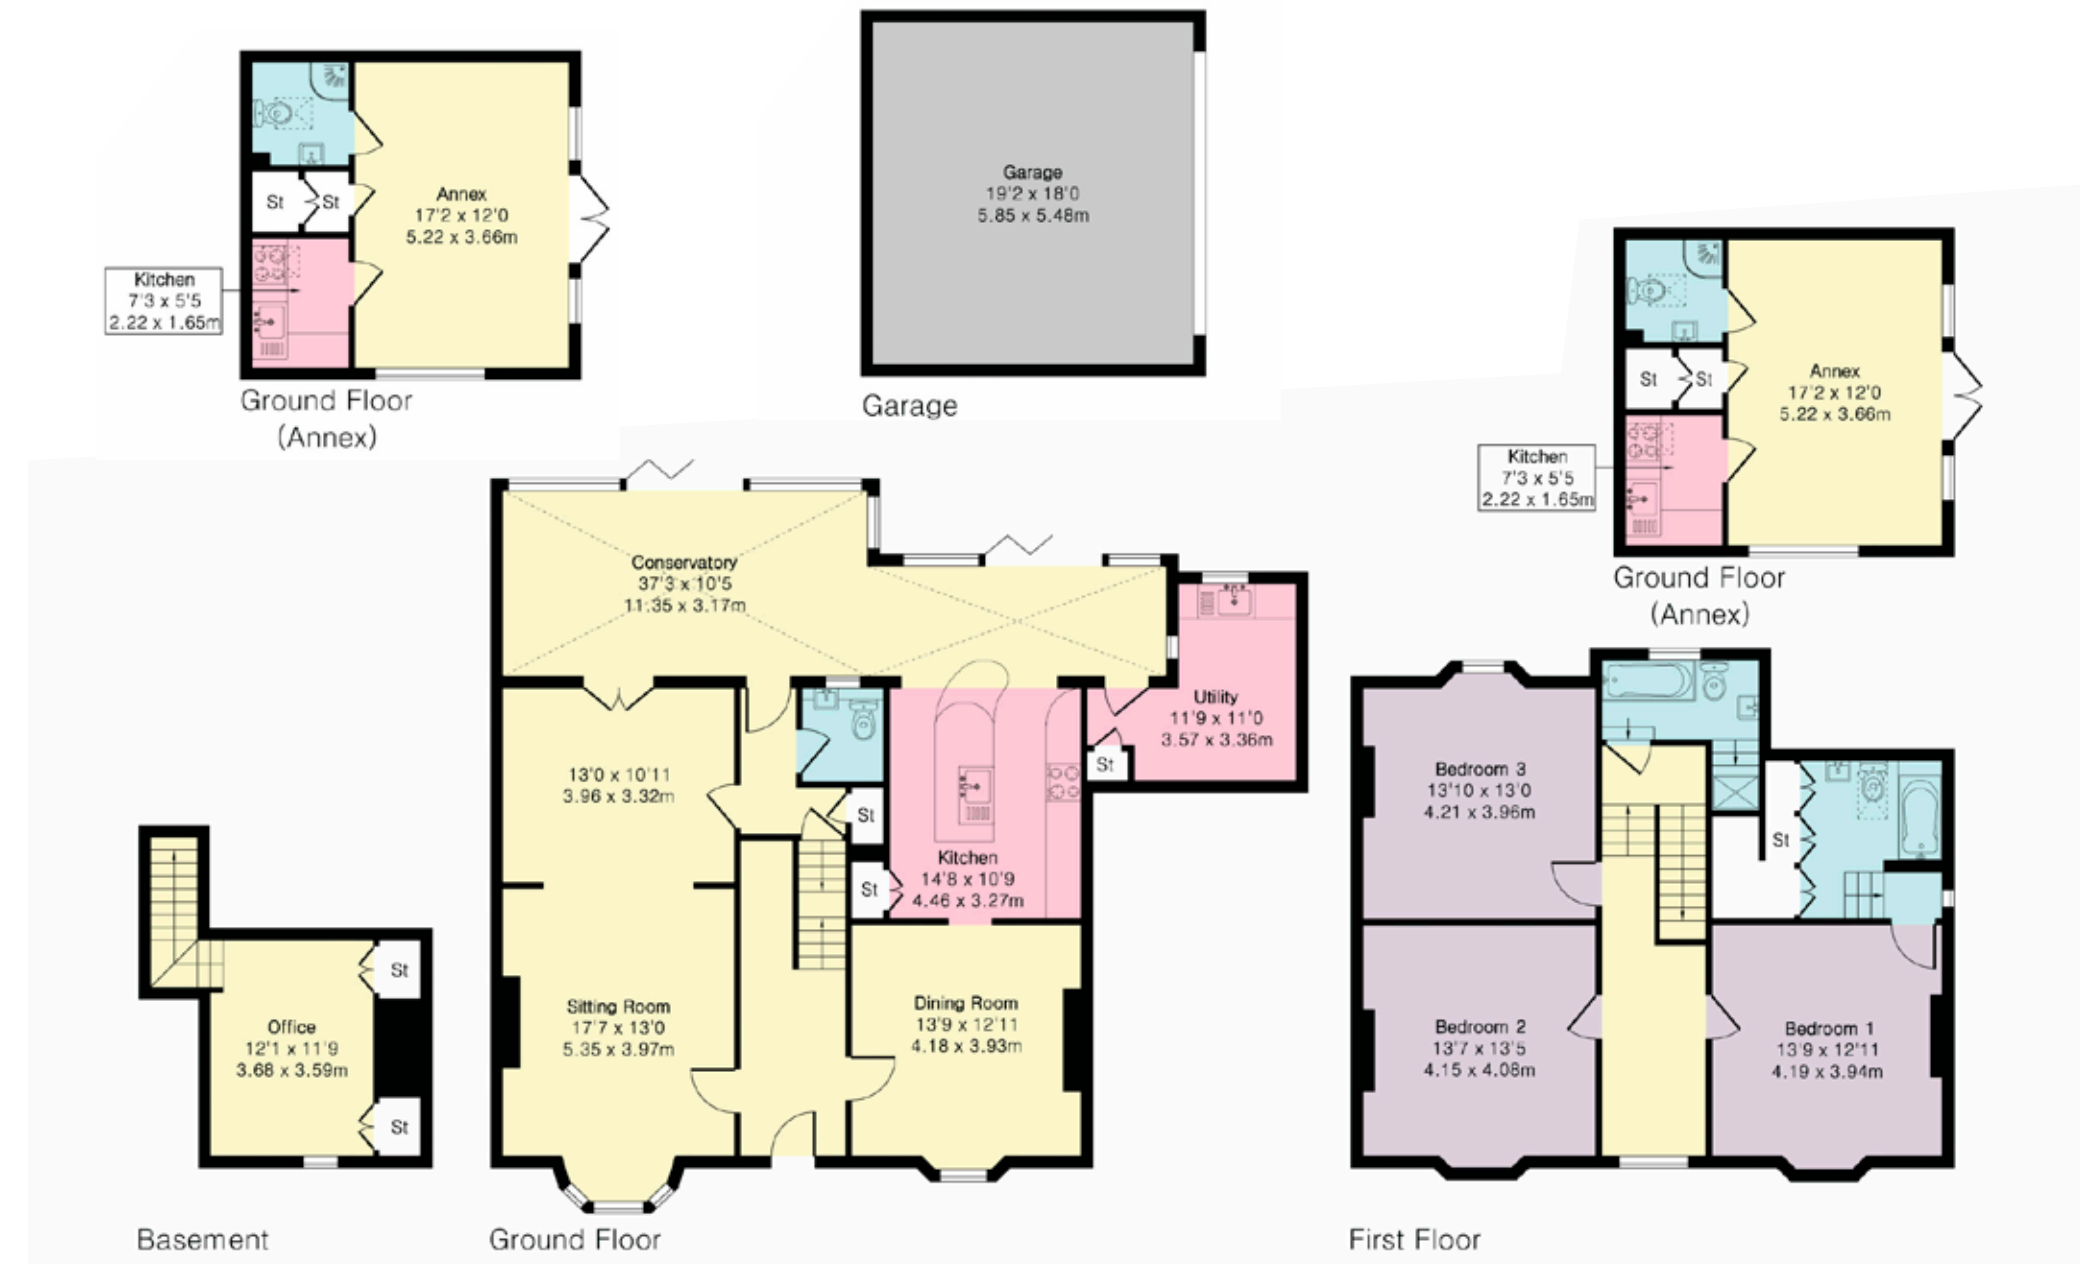 St
St
Annex
17'2 x 12'0
5.22 x 3.66m
Kitchen
7'3 x 5'5
2.22 x 1.65m
Ground Floor
(Annex)
Garage
19'2 x 18'0
5.85 x 5.48m
Garage
St
St
Annex
17'2 x 12'0
5.22 x 3.66m
Kitchen
7'3 x 5'5
2.22 x 1.65m
Ground Floor
(Annex)
St
Office
12'1 x 11'9
3.68 x 3.59m
St
Basement
Conservatory
37'3 x 10'5
11.35 x 3.17m
Utility
11'9 x 11'0
3.57 x 3.36m
St
13'0 x 10'11
3.96 x 3.32m
St
Kitchen
14'8 x 10'9
4.46 x 3.27m
St
Sitting Room
17'7 x 13'0
5.35 x 3.97m
Dining Room
13'9 x 12'11
4.18 x 3.93m
Ground Floor
Bedroom 3
13'10 x 13'0
4.21 x 3.96m
St
Bedroom 2
13'7 x 13'5
4.15 x 4.08m
Bedroom 1
13'9 x 12'11
4.19 x 3.94m
First Floor